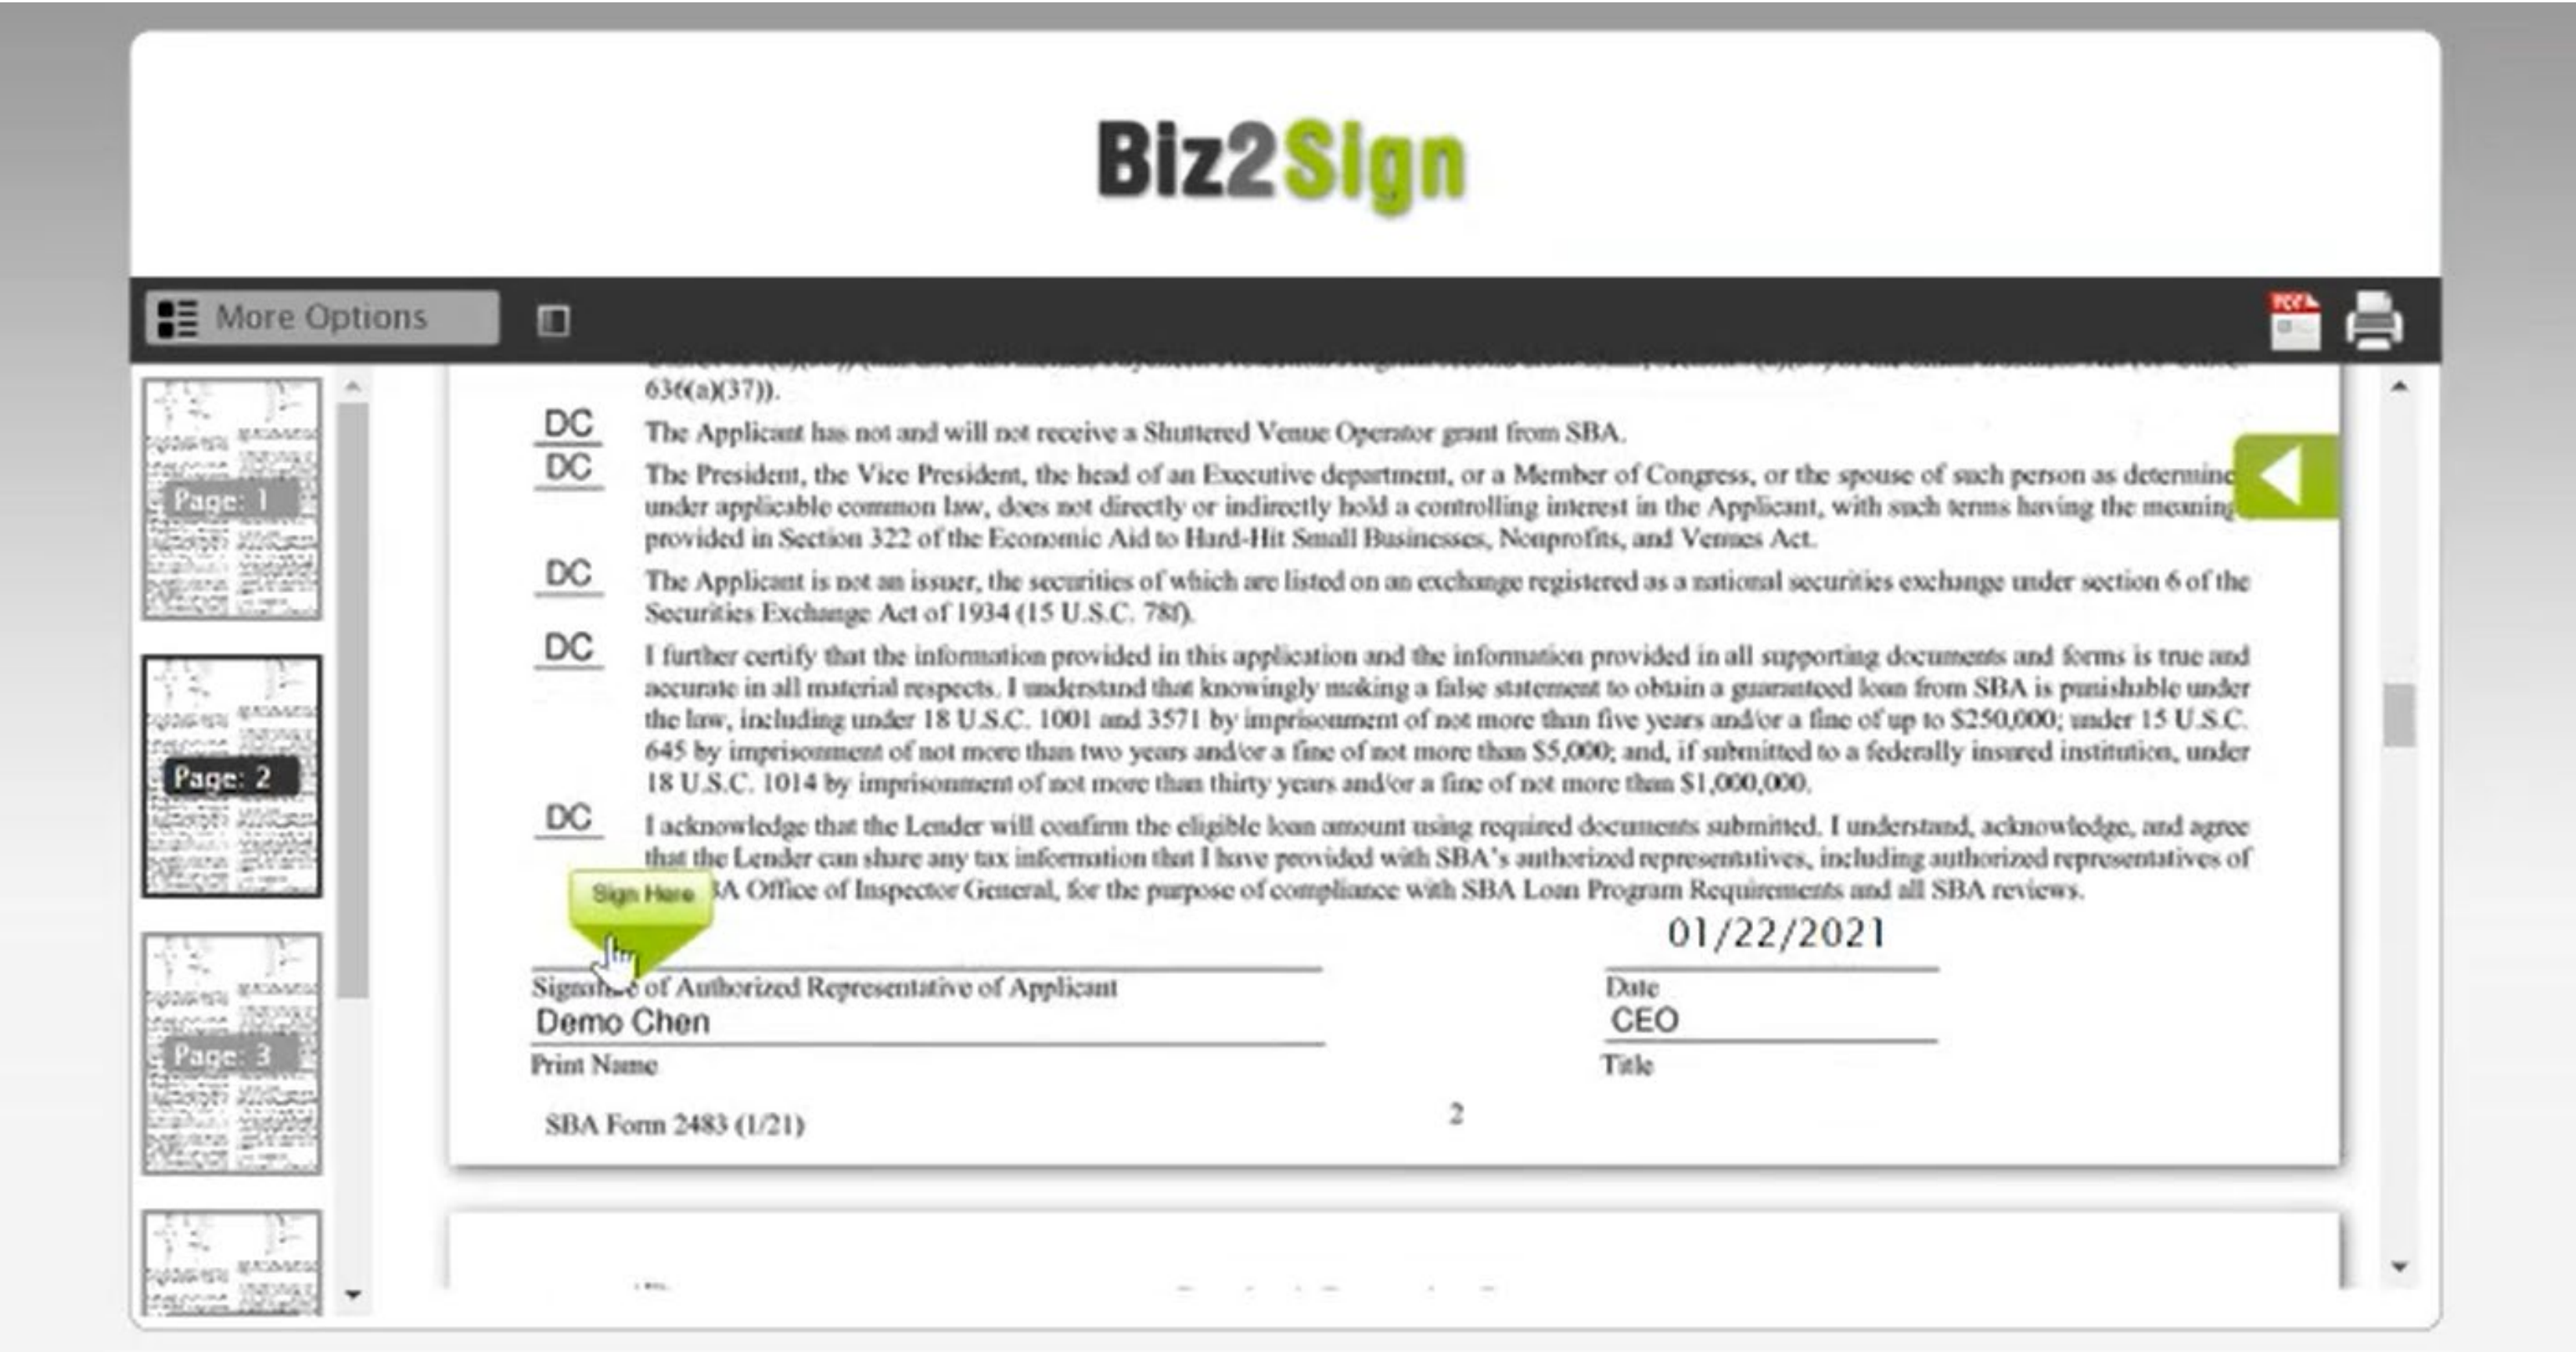 Biz2Sign
More Options
PDF
Page: 1
Page: 2
Page: 3
636(a)(37)).
DC
The Applicant has not and will not receive a Shuttered Venue Operator grant from SBA.
DC
The President, the Vice President, the head of an Executive department, or a Member of Congress, or the spouse of such person as determine
under applicable common law, does not directly or indirectly hold a controlling interest in the Applicant, with such terms having the meaning
provided in Section 322 of the Economic Aid to Hard-Hit Small Businesses, Nonprofits, and Venues Act.
DC
The Applicant is not an issuer, the securities of which are listed on an exchange registered as a national securities exchange under section 6 of the
Securities Exchange Act of 1934 (15 U.S.C. 78f).
DC
I further certify that the information provided in this application and the information provided in all supporting documents and forms is true and
accurate in all material respects. I understand that knowingly making a false statement to obtain a guaranteed loan from SBA is punishable under
the law, including under 18 U.S.C. 1001 and 3571 by imprisonment of not more than five years and/or a fine of up to $250,000; under 15 U.S.C.
645 by imprisonment of not more than two years and/or a fine of not more than $5,000; and, if submitted to a federally insured institution, under
18 U.S.C. 1014 by imprisonment of not more than thirty years and/or a fine of not more than $1,000,000.
DC
I acknowledge that the Lender will confirm the eligible loan amount using required documents submitted. I understand, acknowledge, and agree
that the Lender can share any tax information that I have provided with SBA's authorized representatives, including authorized representatives of
Sign Here
BA Office of Inspector General, for the purpose of compliance with SBA Loan Program Requirements and all SBA reviews.
01/22/2021
Signature of Authorized Representative of Applicant
Date
Demo Chen
CEO
Print Name
Title
SBA Form 2483 (1/21)
2